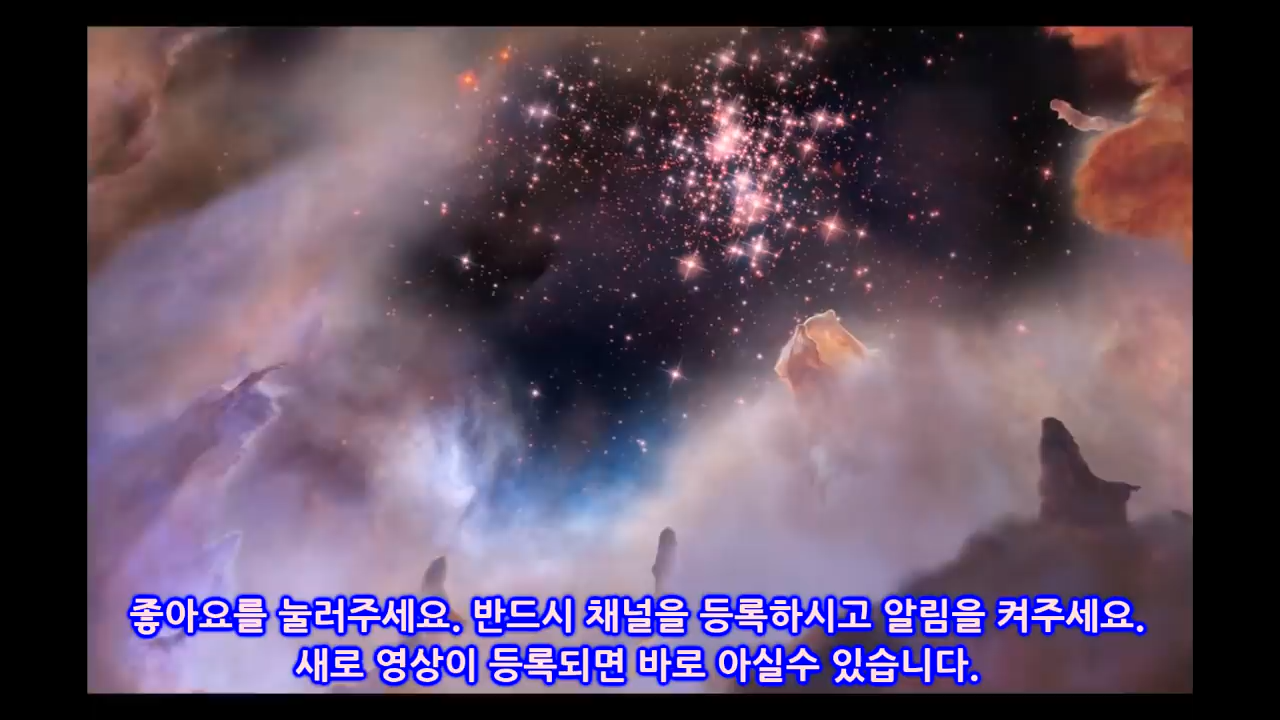 좋아요를 눌러주세요. 반드시 채널을 등록하시고 알림을 켜주세요.
새로 영상이 등록되면 바로 아실수 있습니다.